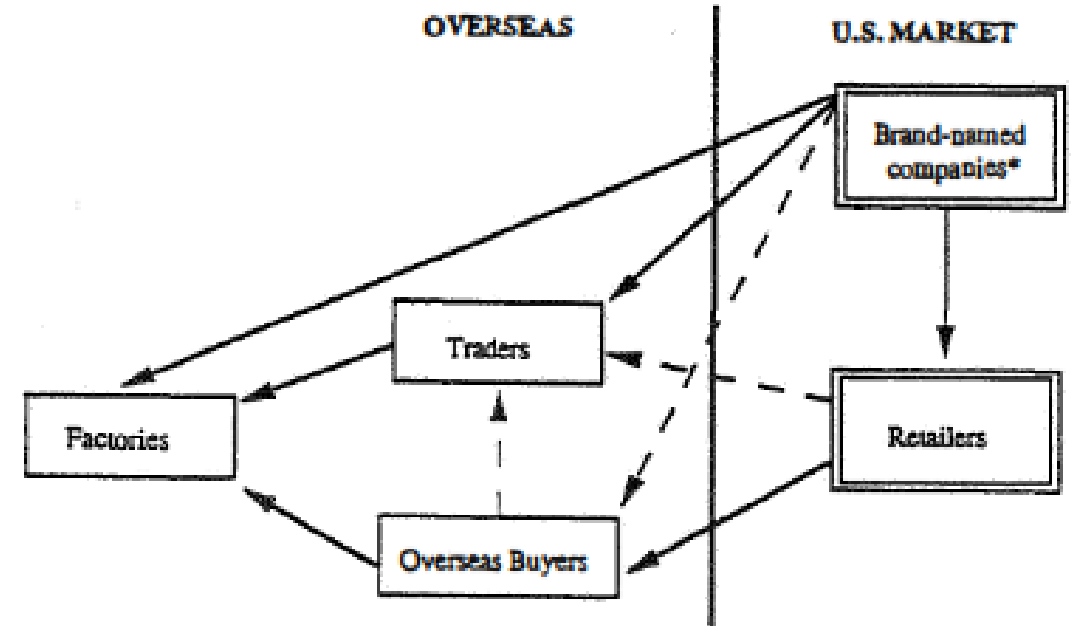 OVERSEAS
U.S. MARKET
Brand-named
companies*
Traders
Factories
Retailers
Overseas Buyers